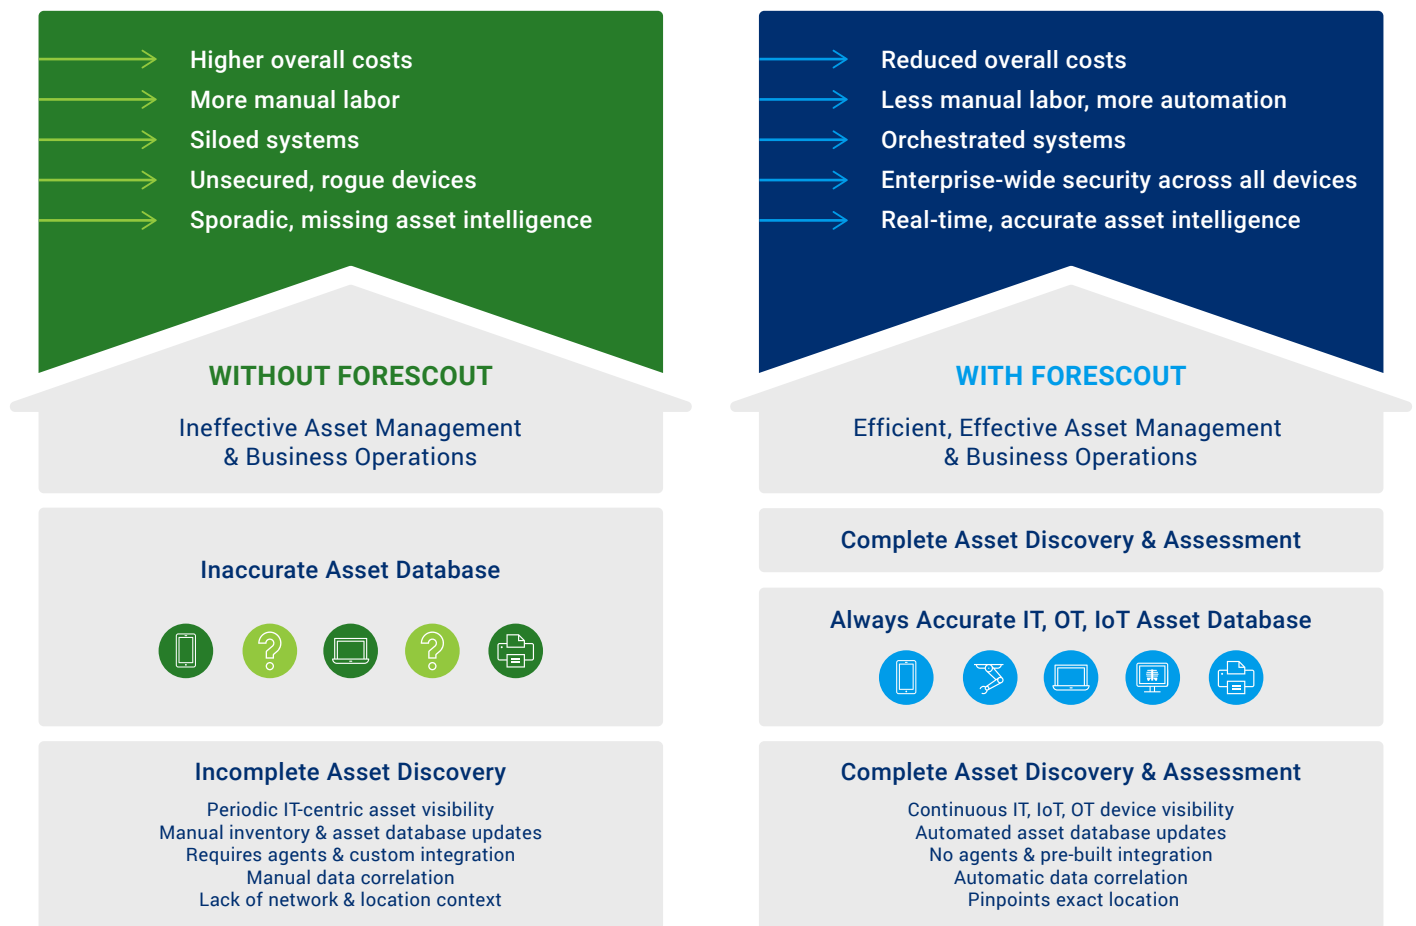 Higher overall costs
More manual labor
Siloed systems
Unsecured, rogue devices
Sporadic, missing asset intelligence
WITHOUT FORESCOUT
Ineffective Asset Management
& Business Operations
Inaccurate Asset Database
?
?
Incomplete Asset Discovery
Periodic IT-centric asset visibility
Manual inventory & asset database updates
Requires agents & custom integration
Manual data correlation
Lack of network & location context
Reduced overall costs
Less manual labor, more automation
Orchestrated systems
Enterprise-wide security across all devices
Real-time, accurate asset intelligence
WITH FORESCOUT
Efficient, Effective Asset Management
& Business Operations
Complete Asset Discovery & Assessment
Always Accurate IT, OT, IoT Asset Database
Complete Asset Discovery & Assessment
Continuous IT, IoT, OT device visibility
Automated asset database updates
No agents & pre-built integration
Automatic data correlation
Pinpoints exact location